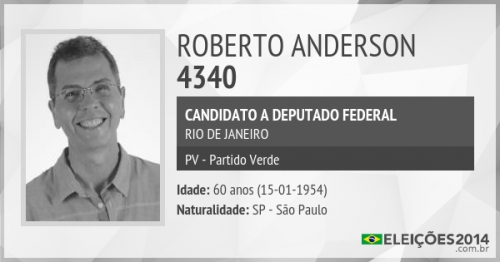 ROBERTO ANDERSON
4340
CANDIDATO A DEPUTADO FEDERAL
RIO DE JANEIRO
PV - Partido Verde
Idade: 60 anos (15-01-1954)
Naturalidade: SP - São Paulo
ELEIÇÕES2014
.com.br